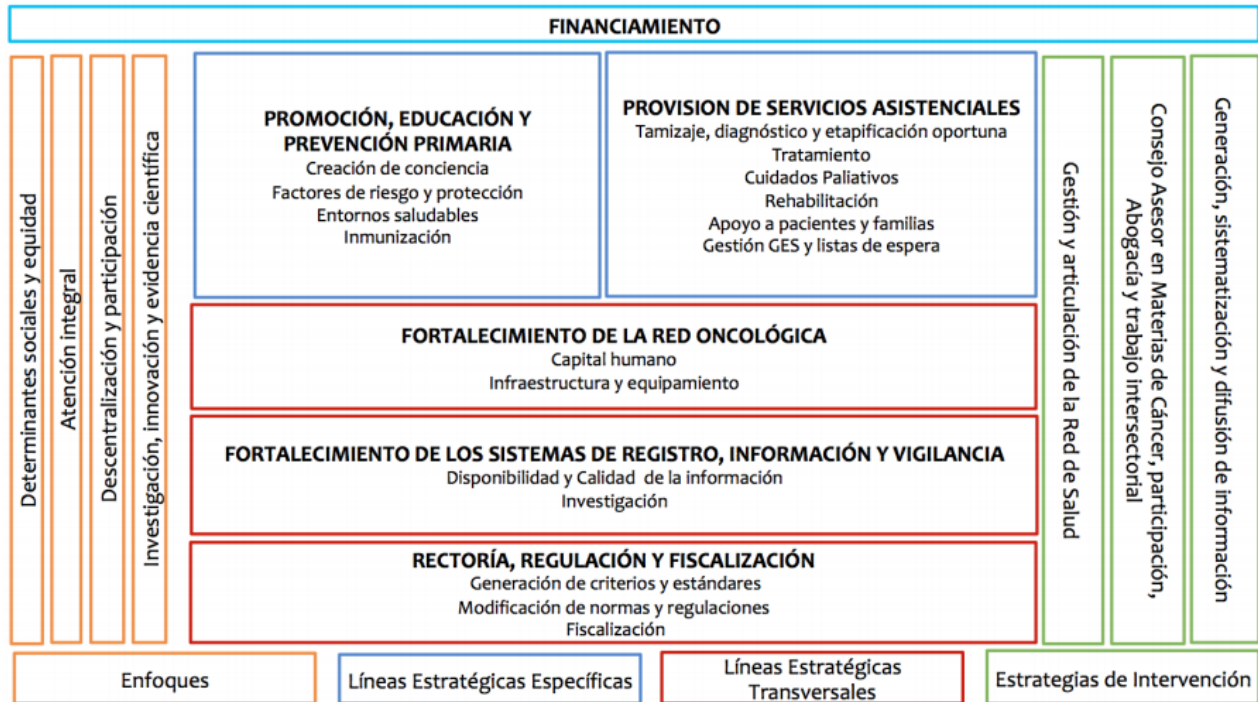 FINANCIAMIENTO
Determinantes sociales y equidad
Atención integral
Descentralización y participación
Investigación, innovación y evidencia científica
PROMOCIÓN, EDUCACIÓN Y
PREVENCIÓN PRIMARIA
Creación de conciencia
Factores de riesgo y protección
Entornos saludables
Inmunización
PROVISION DE SERVICIOS ASISTENCIALES
Tamizaje, diagnóstico y etapificación oportuna
Tratamiento
Cuidados Paliativos
Rehabilitación
Apoyo a pacientes y familias
Gestión GES y listas de espera
FORTALECIMIENTO DE LA RED ONCOLÓGICA
Capital humano
Infraestructura y equipamiento
FORTALECIMIENTO DE LOS SISTEMAS DE REGISTRO, INFORMACIÓN Y VIGILANCIA
Disponibilidad y Calidad de la información
Investigación
RECTORÍA, REGULACIÓN Y FISCALIZACIÓN
Generación de criterios y estándares
Modificación de normas y regulaciones
Fiscalización
Gestión y articulación de la Red de Salud
Consejo Asesor en Materias de Cáncer, participación,
Abogacía y trabajo intersectorial
Generación, sistematización y difusión de información
Enfoques
Líneas Estratégicas Específicas
Líneas Estratégicas
Transversales
Estrategias de Intervención